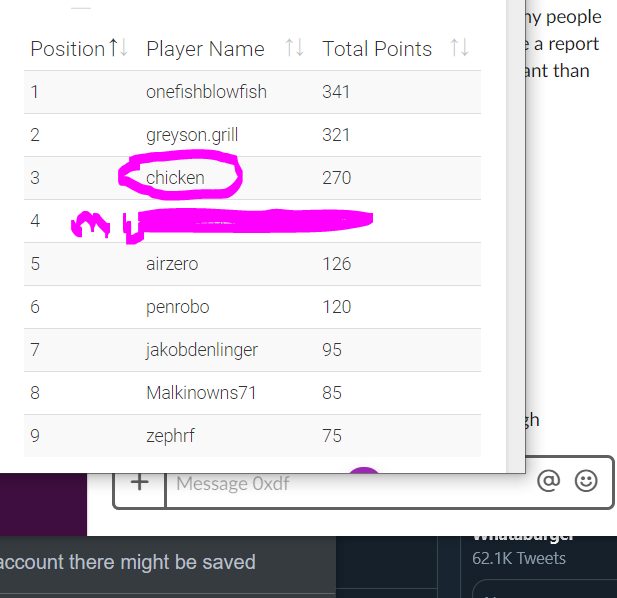 ny people
e a report
ant than
Position Player Name Total Points
1 onefishblowfish 341
2 greyson.grill 321
3 chicken 270
4 my
5 airzero 126
6 penrobo 120
7 jakobdenlinger 95
8 Malkinowns71 85
9 zephrf 75
gh
+ Message 0xdf @
Whataburger
62.1K Tweets
account there might be saved